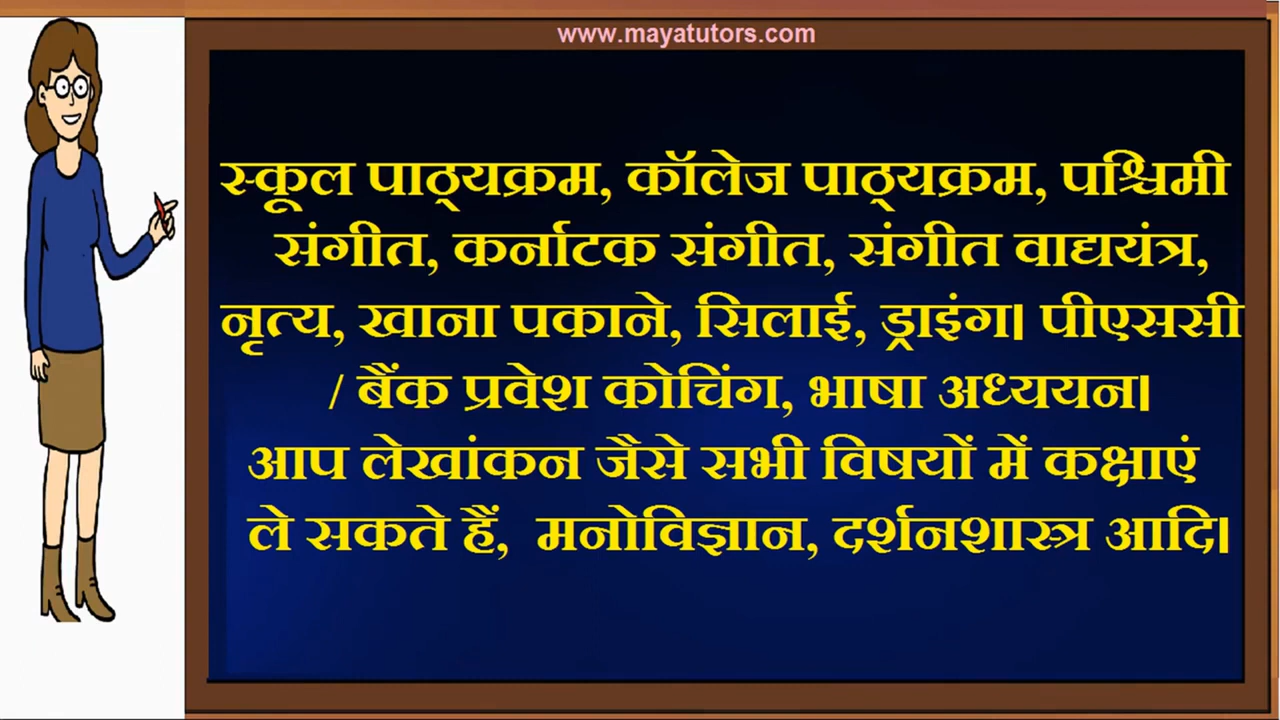 www.mayatutors.com
स्कूल पाठ्यक्रम, कॉलेज पाठ्यक्रम, पश्चिमी
संगीत, कर्नाटक संगीत, संगीत वाद्ययंत्र,
नृत्य, खाना पकाने, सिलाई, ड्राइंग। पीएससी
/ बैंक प्रवेश कोचिंग, भाषा अध्ययन।
आप लेखांकन जैसे सभी विषयों में कक्षाएं
ले सकते हैं, मनोविज्ञान, दर्शनशास्त्र आदि।